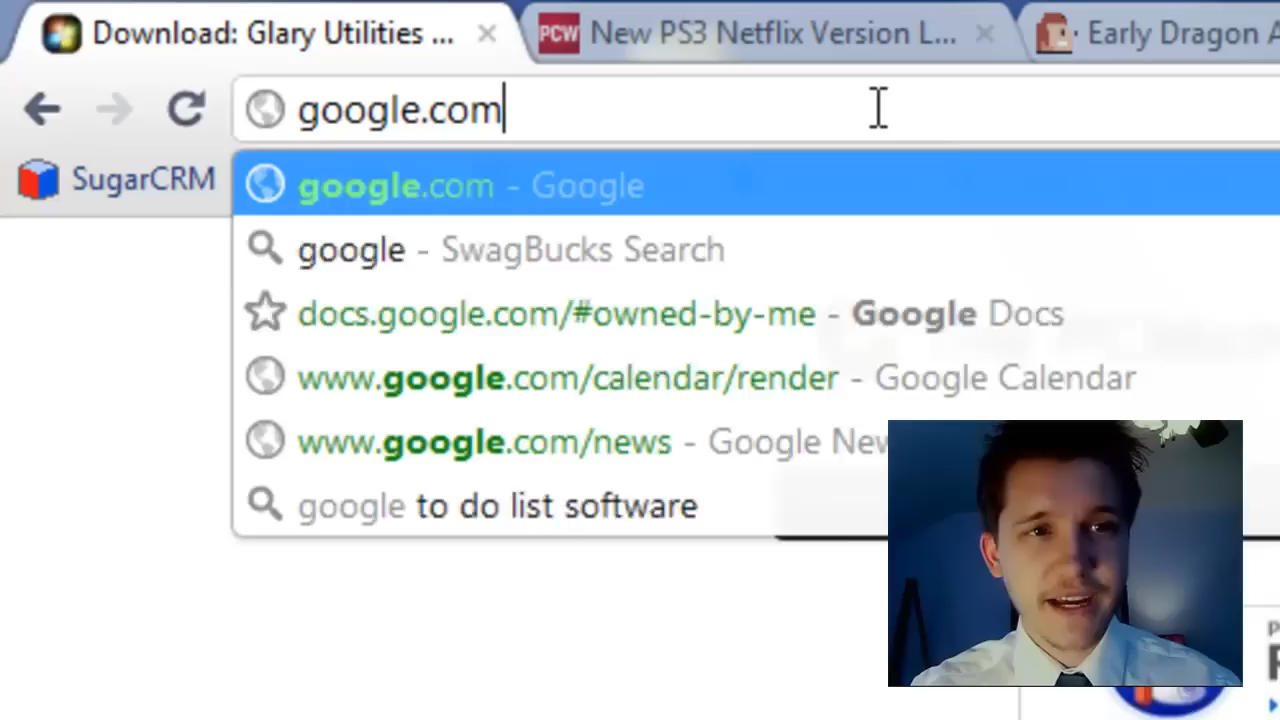 Download: Glary Utilities ...
PCW New PS3 Netflix Version L...
Early Dragon A
google.com
SugarCRM
google.com - Google
google - SwagBucks Search
docs.google.com/#owned-by-me - Google Docs
www.google.com/calendar/render - Google Calendar
www.google.com/news - Google New
google to do list software